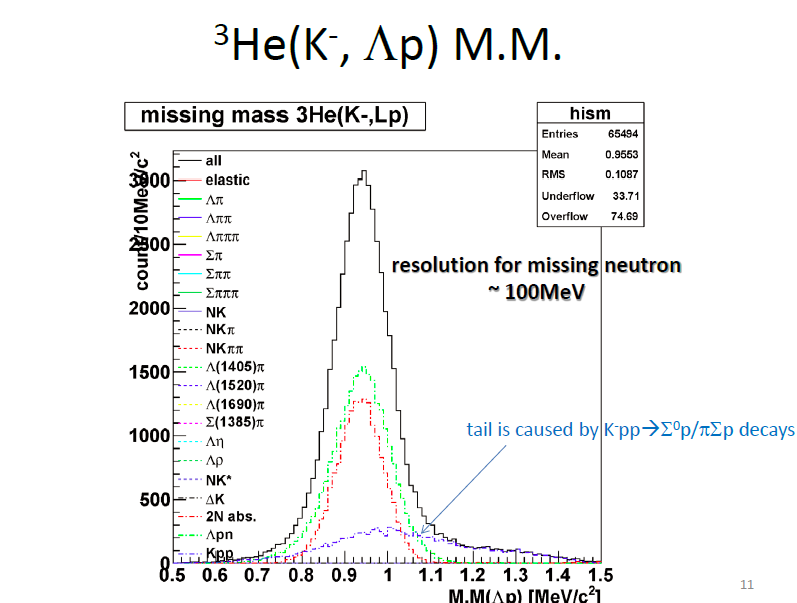 ³He(K⁻, Λp) M.M.
missing mass 3He(K-,Lp)
hism
Entries 65494
Mean 0.9553
RMS 0.1087
Underflow 33.71
Overflow 74.69
3000
2500
2000
1500
1000
500
0
all
elastic
Λπ
Λππ
Λπππ
Σπ
Σππ
Σπππ
NK
NKπ
NKππ
Λ(1405)π
Λ(1520)π
Λ(1690)π
Σ(1385)π
Λη
Λρ
NK*
ΔK
2N abs.
Λpn
Kpp
resolution for missing neutron
~ 100MeV
tail is caused by K⁻pp→Σ⁰p/πΣp decays
0.5 0.6 0.7 0.8 0.9 1 1.1 1.2 1.3 1.4 1.5
M.M(Λp) [MeV/c²]
11